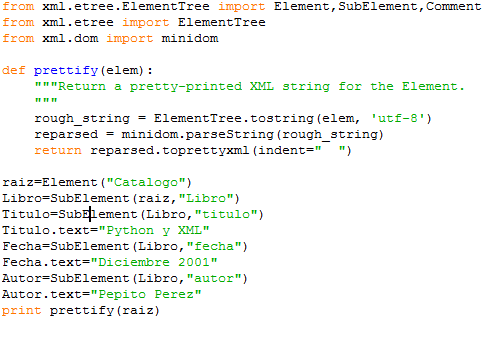 from xml.etree.ElementTree import Element,SubElement,Comment
from xml.etree import ElementTree
from xml.dom import minidom
def prettify(elem):
    """Return a pretty-printed XML string for the Element.
    """
    rough_string = ElementTree.tostring(elem, 'utf-8')
    reparsed = minidom.parseString(rough_string)
    return reparsed.toprettyxml(indent="  ")
raiz=Element("Catalogo")
Libro=SubElement(raiz,"Libro")
Titulo=SubElement(Libro,"titulo")
Titulo.text="Python y XML"
Fecha=SubElement(Libro,"fecha")
Fecha.text="Diciembre 2001"
Autor=SubElement(Libro,"autor")
Autor.text="Pepito Perez"
print prettify(raiz)